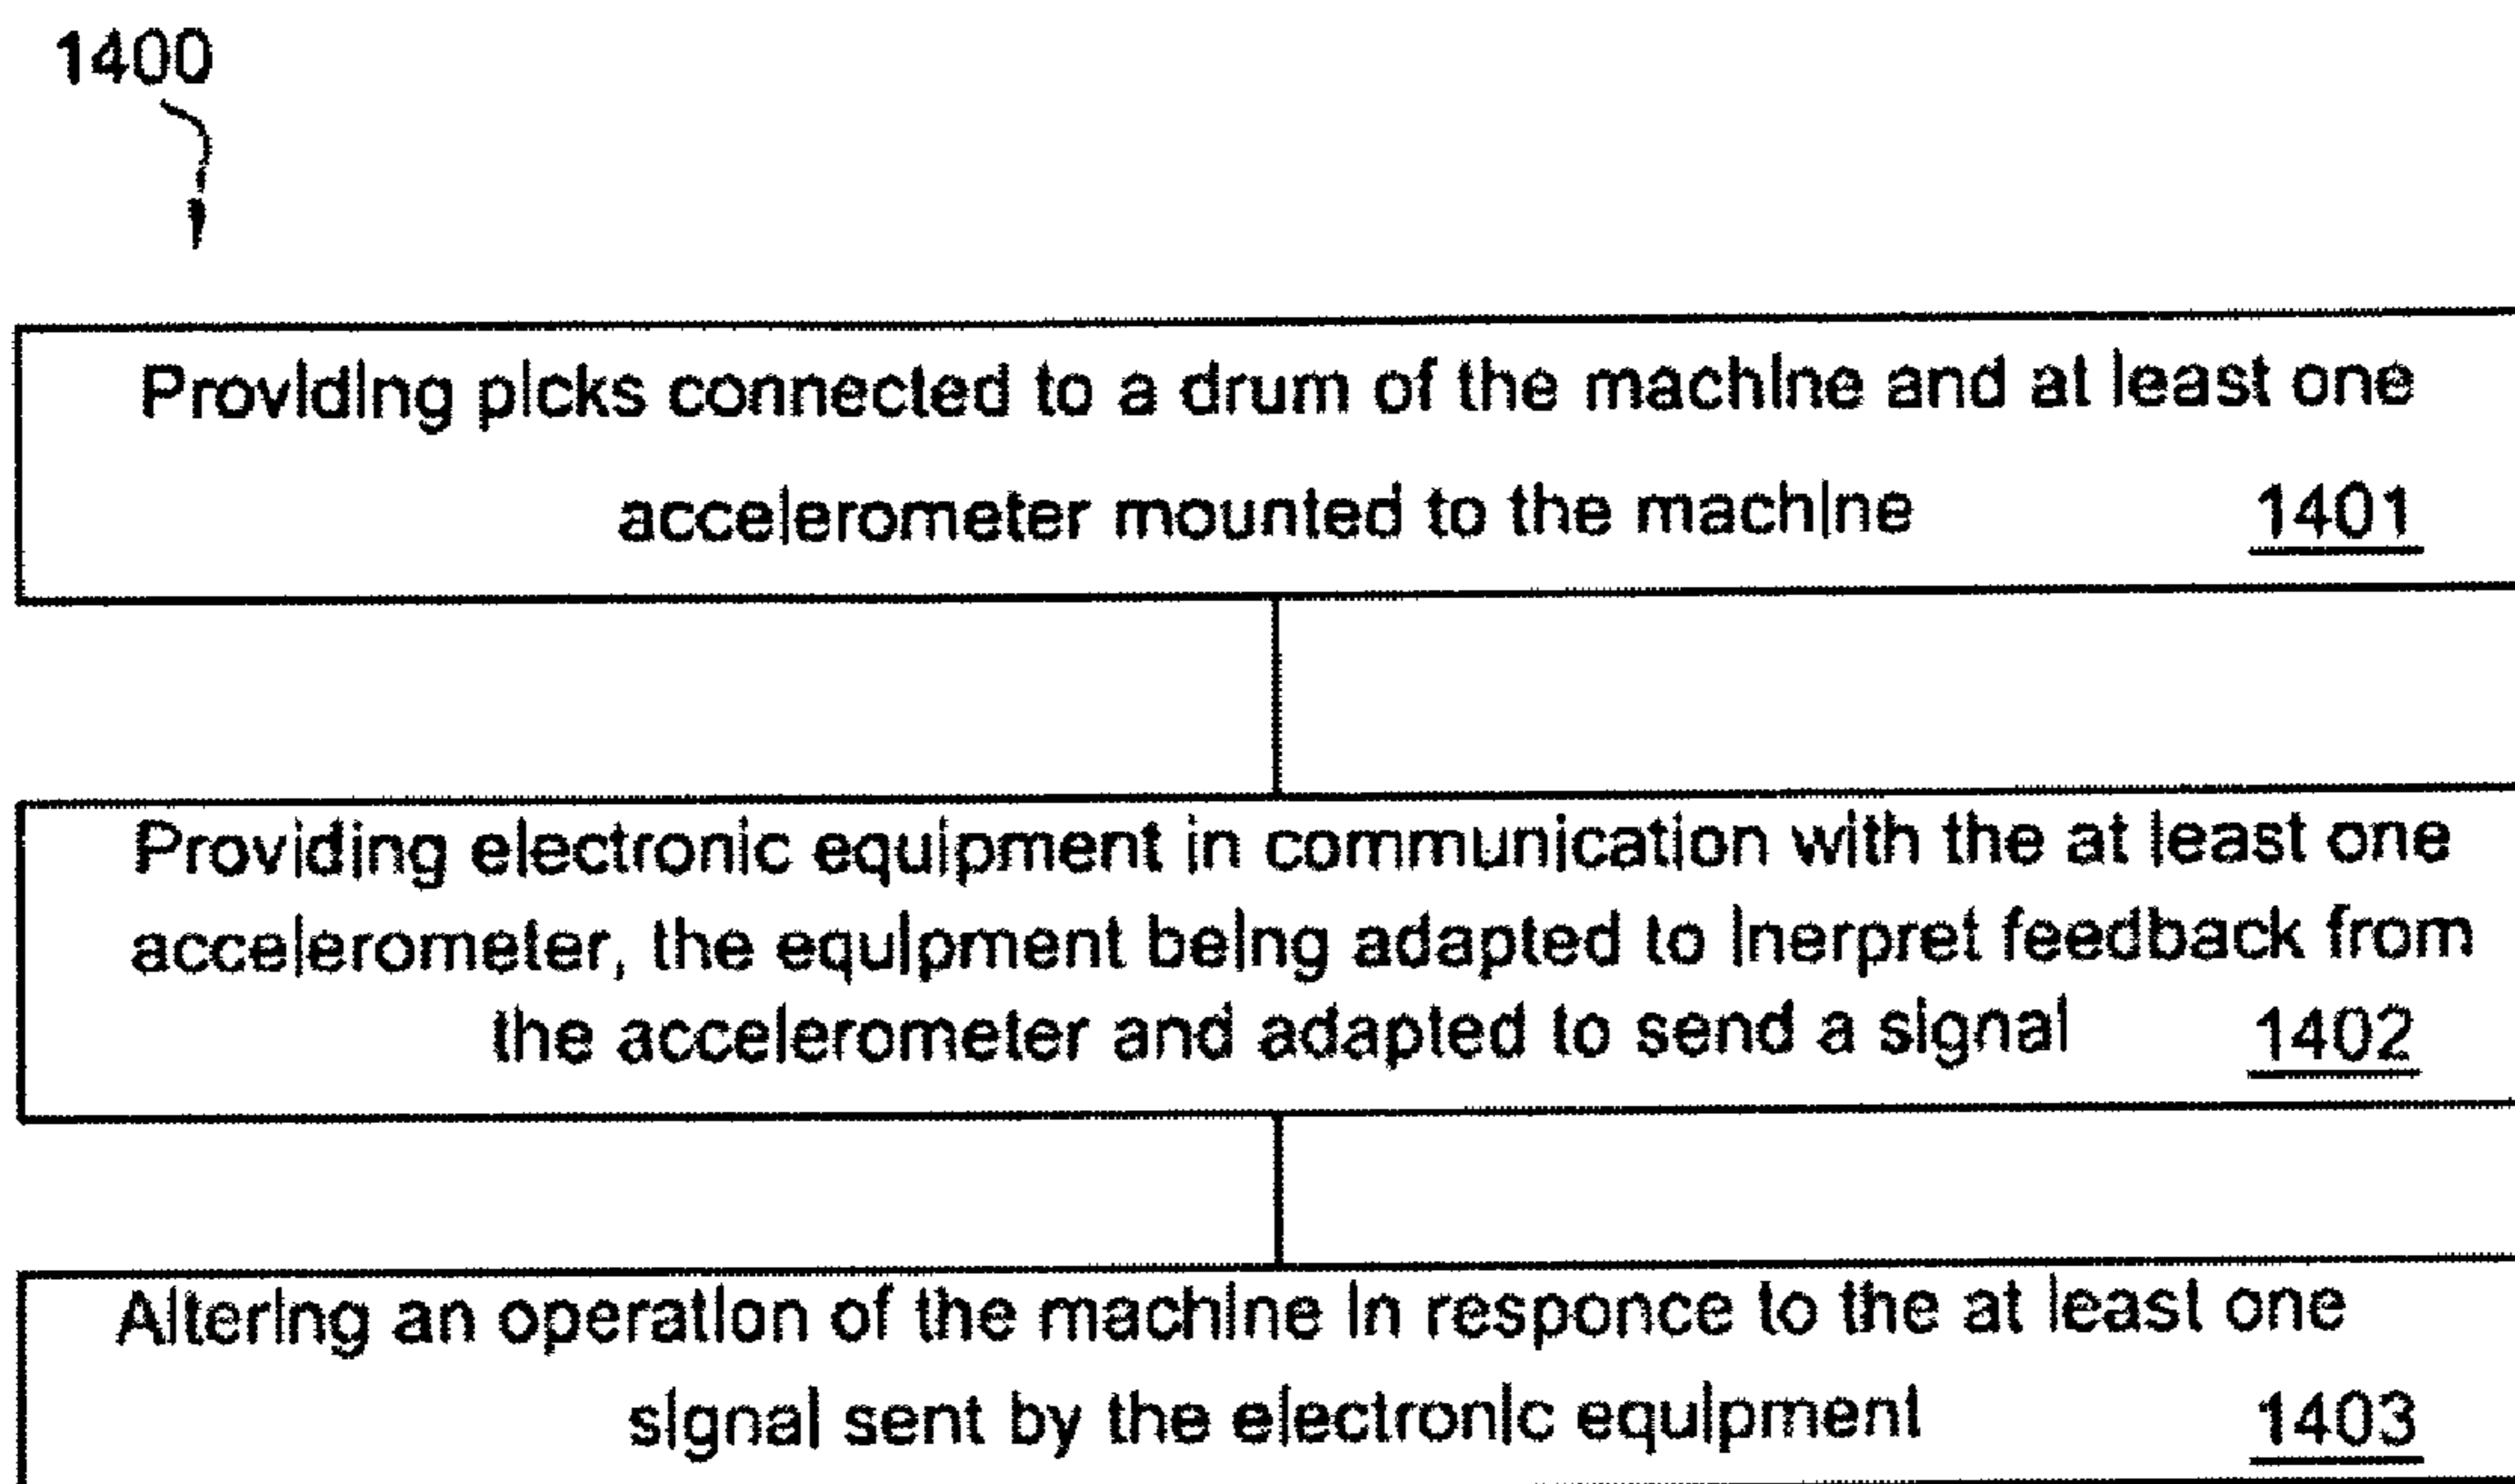 1400
Providing picks connected to a drum of the machine and at least one
accelerometer mounted to the machine 1401
Providing electronic equipment in communication with the at least one
accelerometer, the equipment being adapted to inerpret feedback from
the accelerometer and adapted to send a signal 1402
Altering an operation of the machine in responce to the at least one
signal sent by the electronic equipment 1403